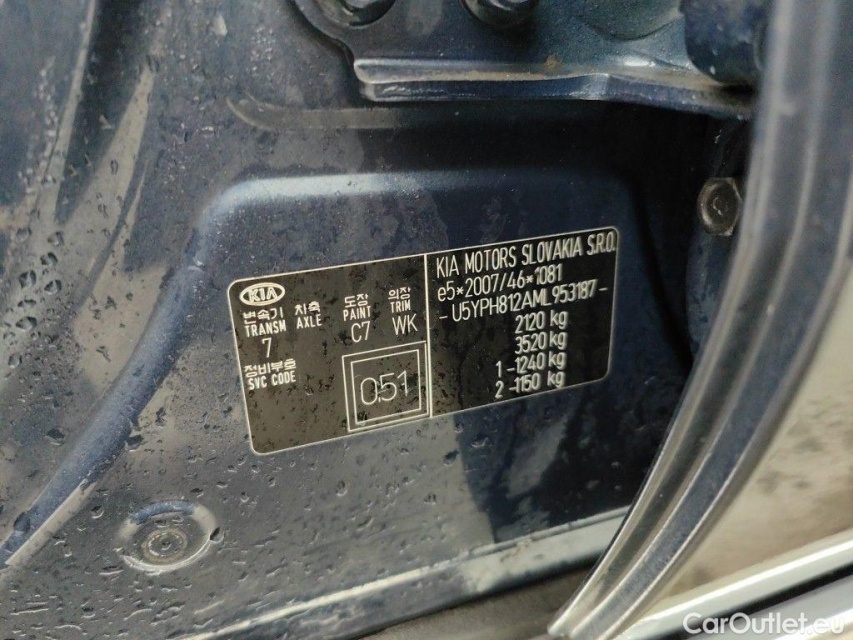 KIA
변속기 차축 도장 의장
TRANSM AXLE PAINT TRIM
7 C7 WK
정비부호
SVC CODE
0,51
KIA MOTORS SLOVAKIA S.R.O.
e5*2007/46*1081
- U5YPH812AML953187 -
2120 kg
3520 kg
1 -1240 kg
2 -1150 kg
CarOutlet.eu